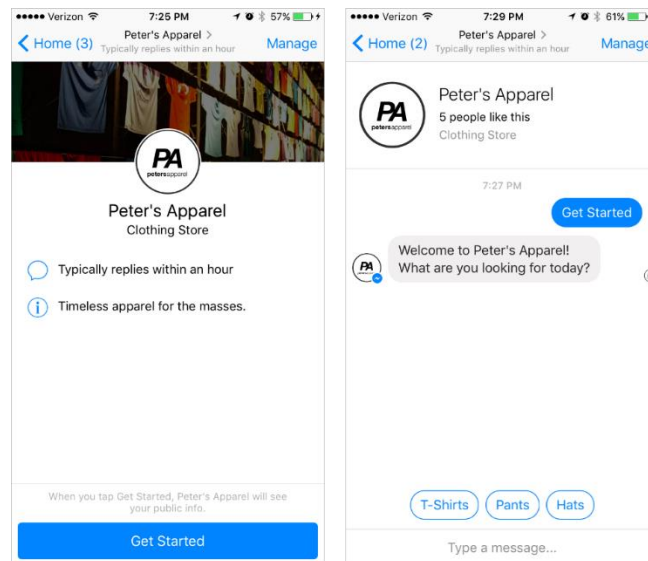 Verizon 7:25 PM 57%
Home (3) Peter's Apparel > Manage
Typically replies within an hour
PA
petersapparel
Peter's Apparel
Clothing Store
Typically replies within an hour
Timeless apparel for the masses.
When you tap Get Started, Peter's Apparel will see
your public info.
Get Started
Verizon 7:29 PM 61%
Home (2) Peter's Apparel > Manage
Typically replies within an hour
PA
petersapparel
Peter's Apparel
5 people like this
Clothing Store
7:27 PM
Get Started
Welcome to Peter's Apparel!
What are you looking for today?
PA
T-Shirts Pants Hats
Type a message...